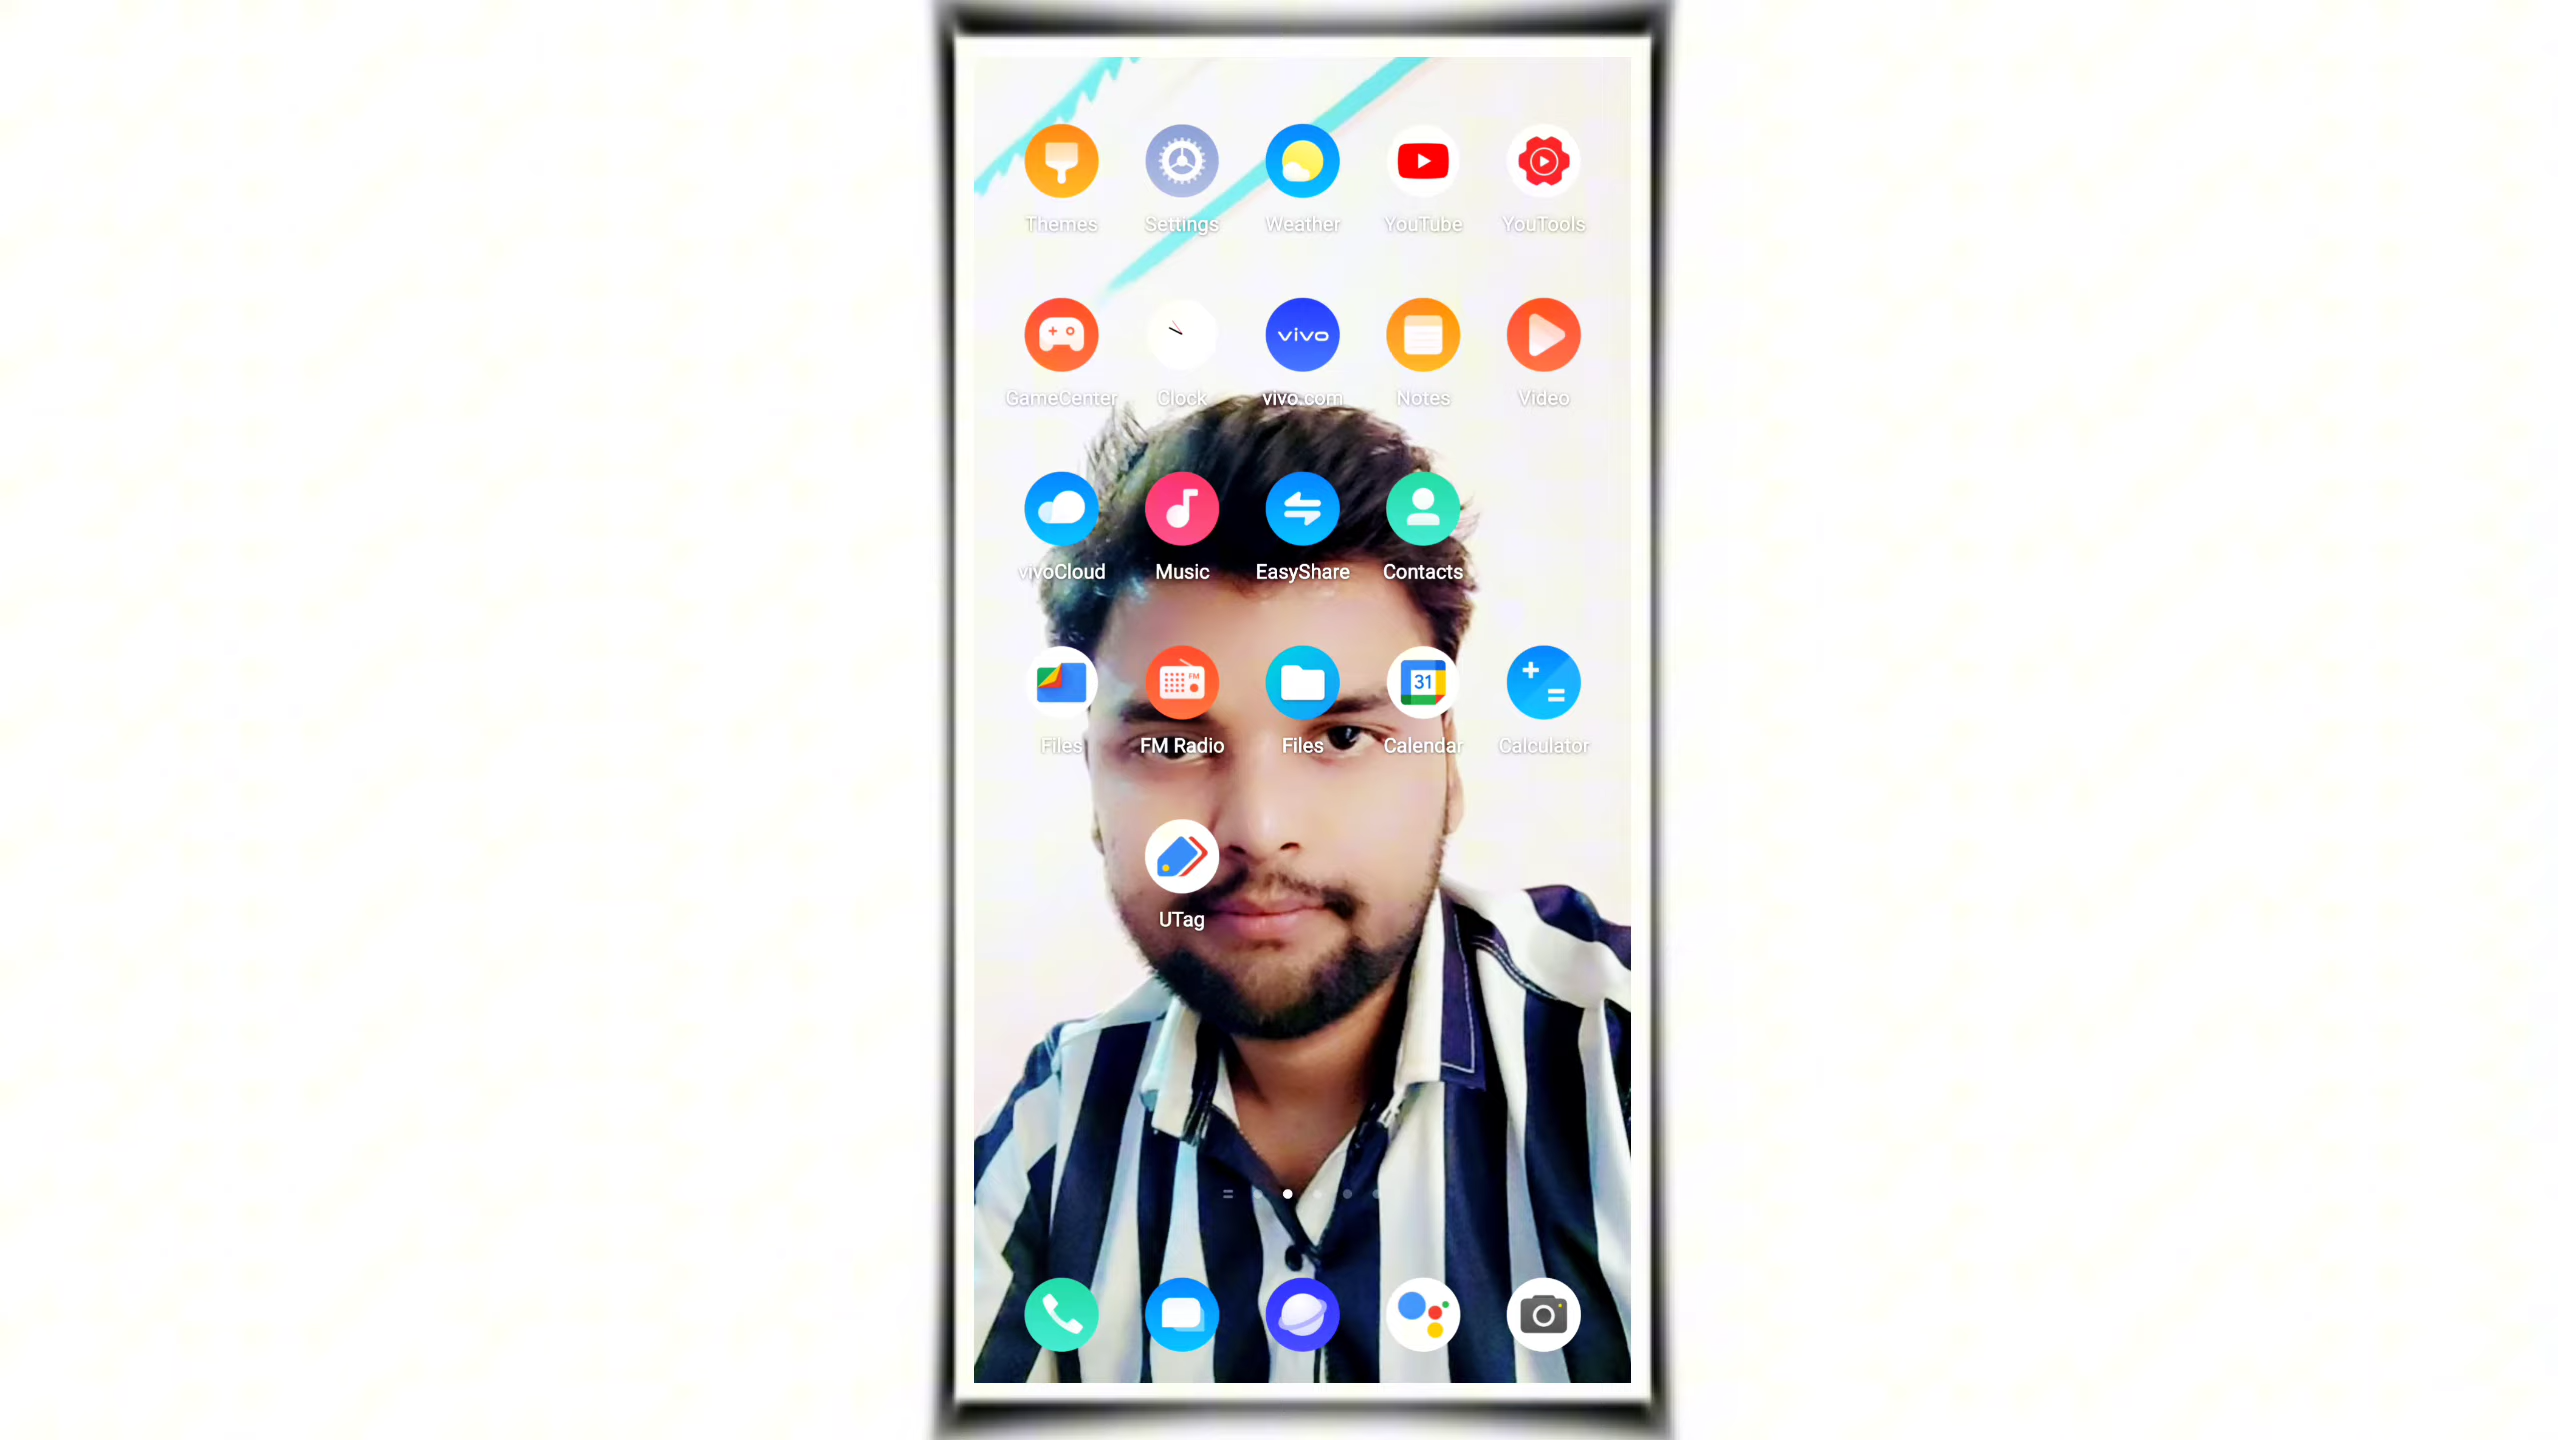 Themes Settings Weather YouTube YouTools
vivo
GameCenter Clock vivo.com Notes Video
vivoCloud Music EasyShare Contacts
FM 31
Files FM Radio Files Calendar Calculator
UTag